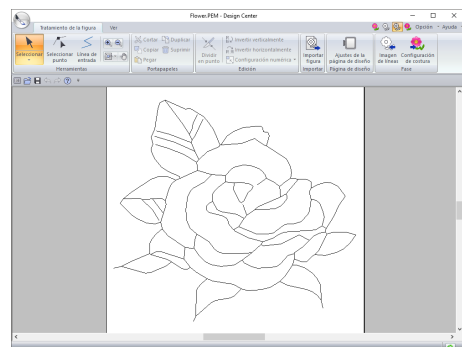 Flower.PEM - Design Center
Tratamiento de la figura Ver Opción Ayuda
Seleccionar Seleccionar punto Línea de entrada
Herramientas
Cortar Duplicar
Copiar Suprimir
Pegar
Portapapeles
Dividir en punto
Invertir verticalmente
Invertir horizontalmente
Configuración numérica
Edición
Importar figura
Importar
Ajustes de la página de diseño
Página de diseño
Imagen de líneas Configuración de costura
Fase